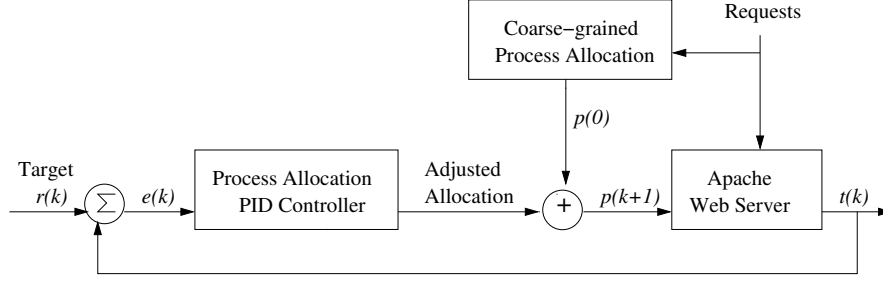 Requests
Coarse−grained
Process Allocation
p(0)
Target
r(k)
Σ
e(k)
Process Allocation
PID Controller
Adjusted
Allocation
+
p(k+1)
Apache
Web Server
t(k)